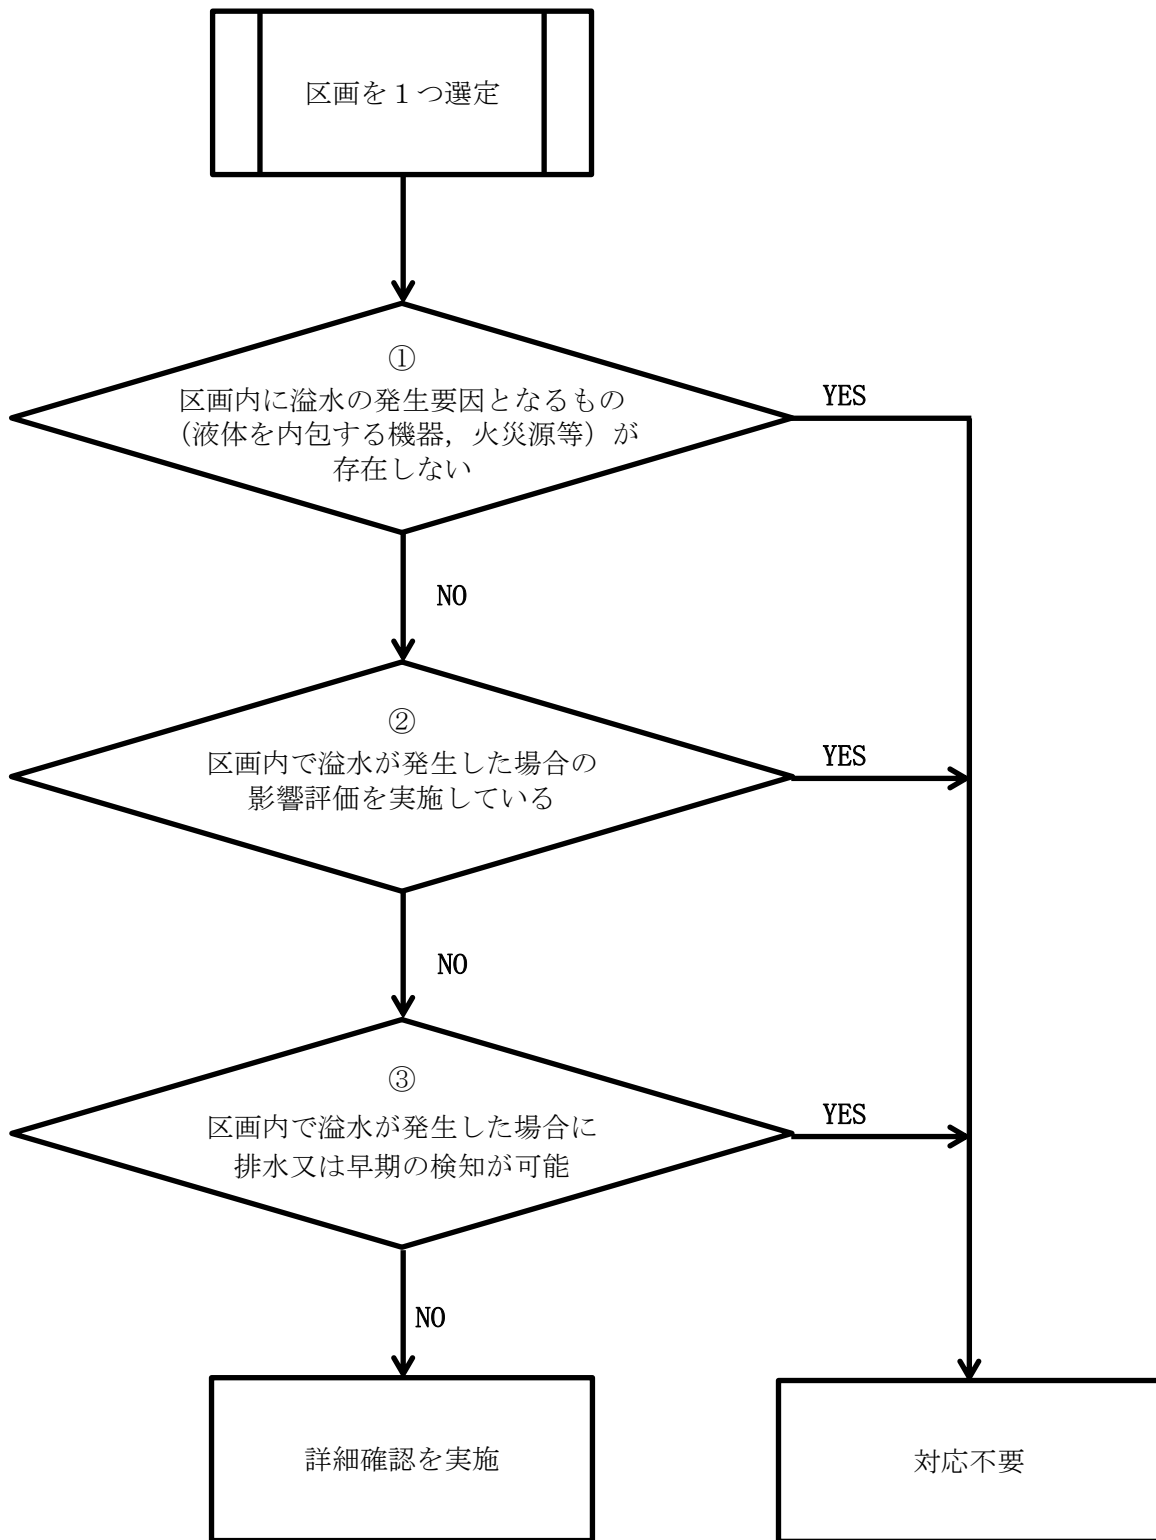 区画を１つ選定
①
区画内に溢水の発生要因となるもの
（液体を内包する機器，火災源等）が
存在しない
YES
NO
②
区画内で溢水が発生した場合の
影響評価を実施している
YES
NO
③
区画内で溢水が発生した場合に
排水又は早期の検知が可能
YES
NO
詳細確認を実施
対応不要